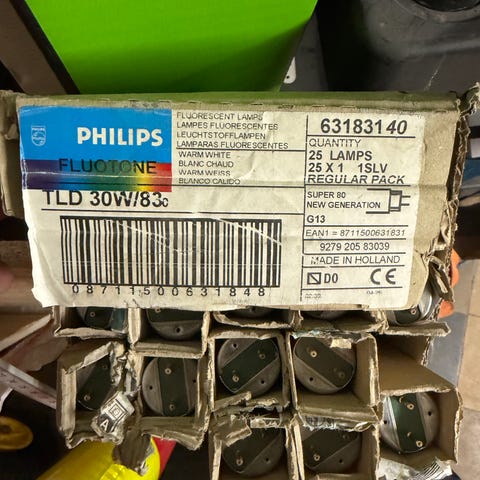 PHILIPS
FLUOTONE
FLUORESCENT LAMPS
LAMPES FLUORESCENTES
LEUCHTSTOFFLAMPEN
LAMPARAS FLUORESCENTES
WARM WHITE
BLANC CHAUD
WARM WEISS
BLANCO CALIDO
TLD 30W/830
08711500631848
63183140
QUANTITY
25 LAMPS
25 X 1 1SLV
REGULAR PACK
SUPER 80
NEW GENERATION
G13
EAN1 = 8711500631831
9279 205 83039
MADE IN HOLLAND
D0 CE
A